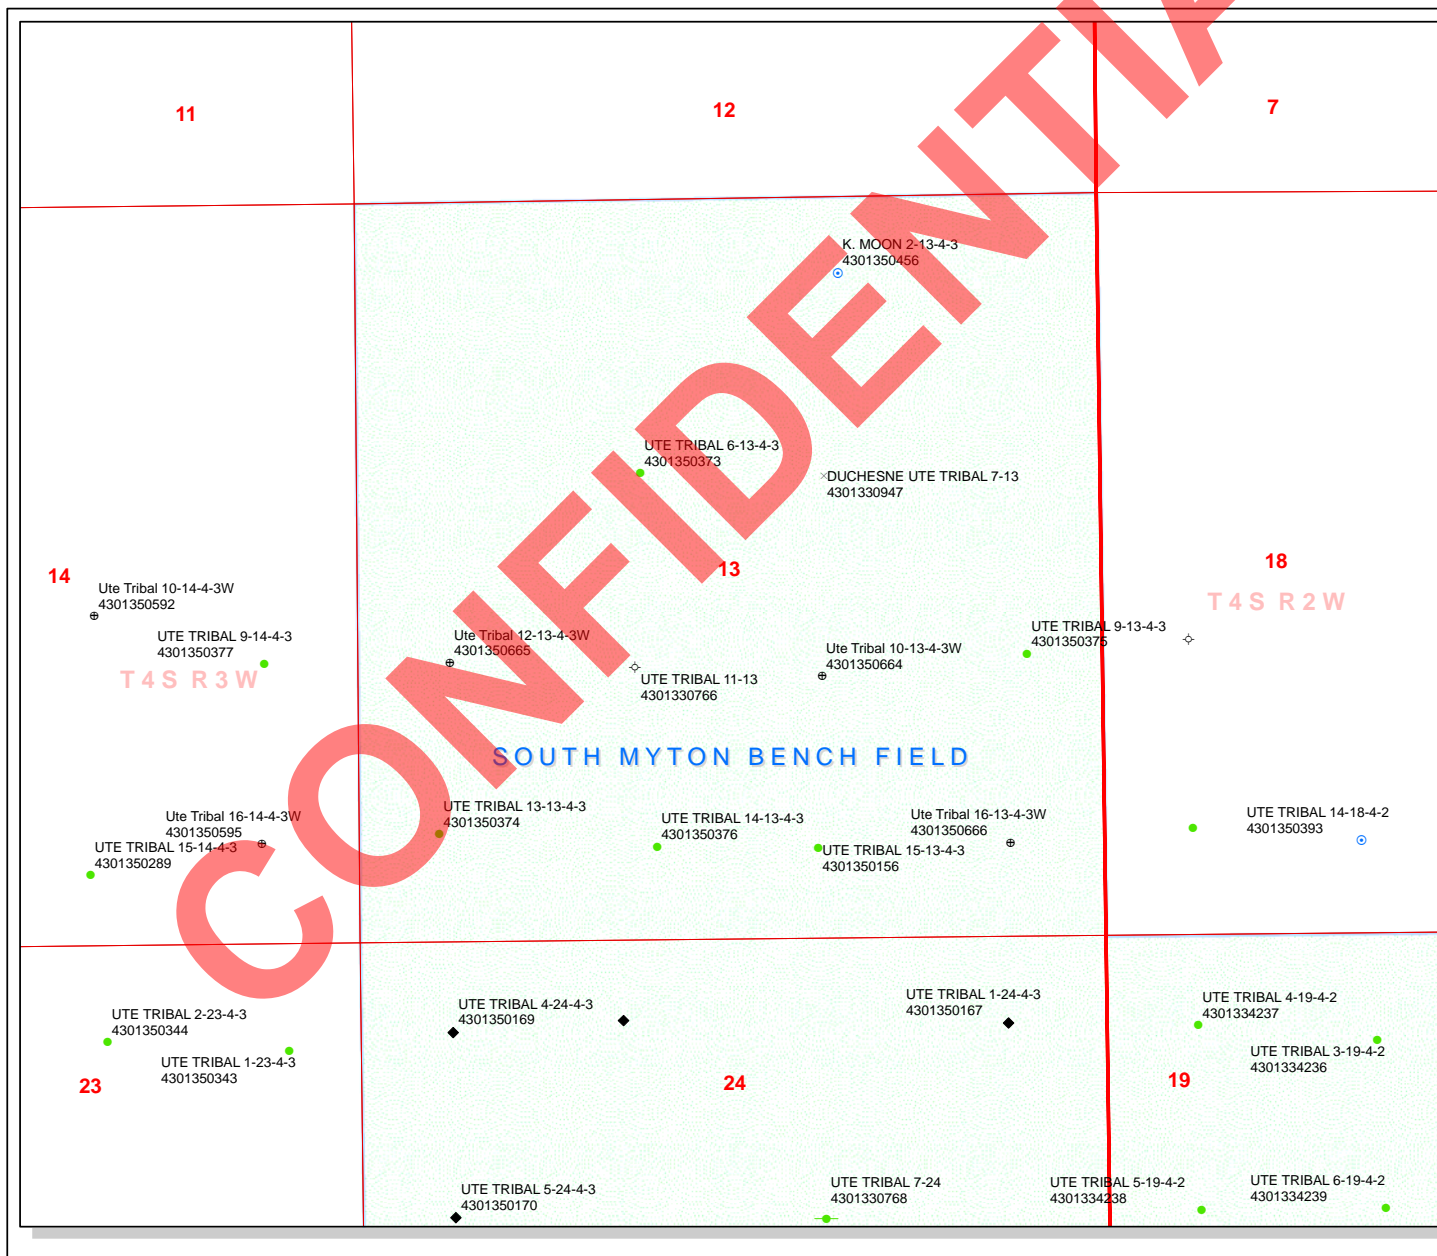 11
12
7
K. MOON 2-13-4-3
4301350456
UTE TRIBAL 6-13-4-3
4301350373
DUCHESNE UTE TRIBAL 7-13
4301330947
14
13
18
Ute Tribal 10-14-4-3W
4301350592
T4S R2W
UTE TRIBAL 9-14-4-3
4301350377
Ute Tribal 12-13-4-3W
4301350665
UTE TRIBAL 11-13
4301330766
Ute Tribal 10-13-4-3W
4301350664
UTE TRIBAL 9-13-4-3
4301350375
T4S R3W
SOUTH MYTON BENCH FIELD
Ute Tribal 16-14-4-3W
4301350595
UTE TRIBAL 15-14-4-3
4301350289
UTE TRIBAL 13-13-4-3
4301350374
UTE TRIBAL 14-13-4-3
4301350376
UTE TRIBAL 15-13-4-3
4301350156
Ute Tribal 16-13-4-3W
4301350666
UTE TRIBAL 14-18-4-2
4301350393
UTE TRIBAL 2-23-4-3
4301350344
UTE TRIBAL 1-23-4-3
4301350343
UTE TRIBAL 4-24-4-3
4301350169
UTE TRIBAL 1-24-4-3
4301350167
UTE TRIBAL 4-19-4-2
4301334237
UTE TRIBAL 3-19-4-2
4301334236
23
24
19
UTE TRIBAL 5-24-4-3
4301350170
UTE TRIBAL 7-24
4301330768
UTE TRIBAL 5-19-4-2
4301334238
UTE TRIBAL 6-19-4-2
4301334239
CONFIDENTIA